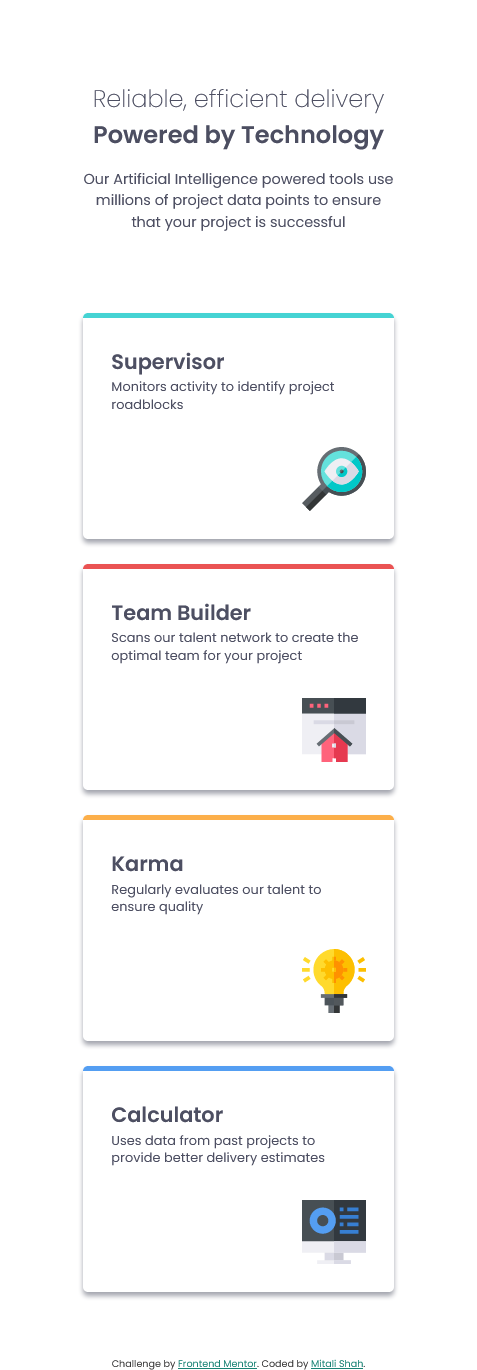 Reliable, efficient delivery
Powered by Technology
Our Artificial Intelligence powered tools use
millions of project data points to ensure
that your project is successful
Supervisor
Monitors activity to identify project
roadblocks
Team Builder
Scans our talent network to create the
optimal team for your project
Karma
Regularly evaluates our talent to
ensure quality
Calculator
Uses data from past projects to
provide better delivery estimates
Challenge by Frontend Mentor. Coded by Mitali Shah.